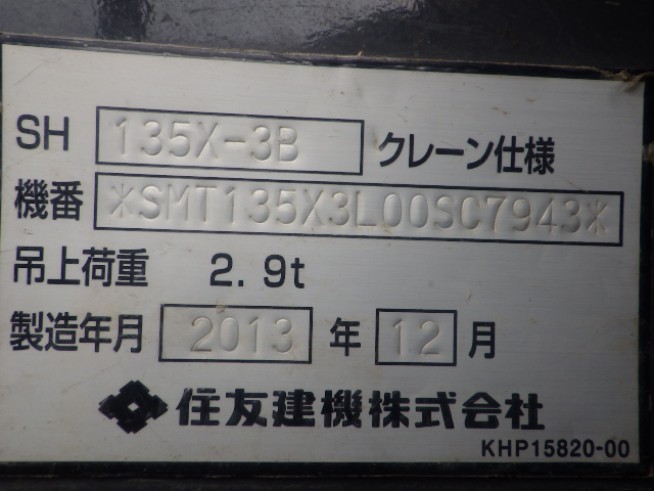 SH 135X-3B クレーン仕様
機番 *SMT135X3L00SC7943*
吊上荷重 2.9t
製造年月 2013 年 12 月
住友建機株式会社
KHP15820-00